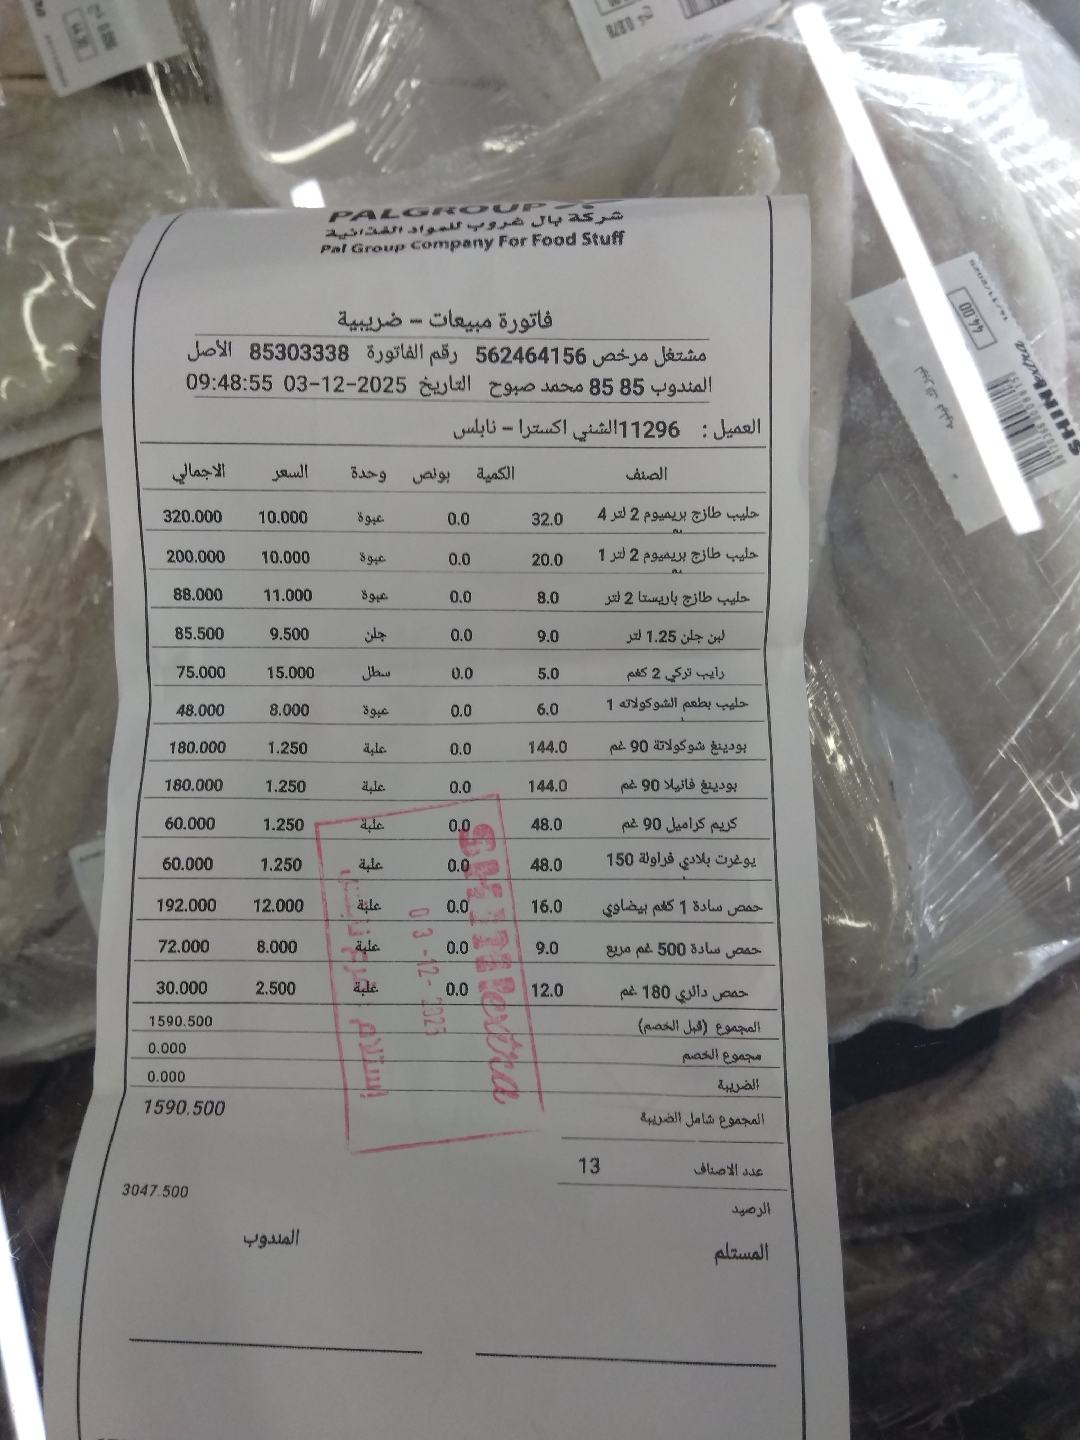 PALGROUP
شركة بال غروب للمواد الغذائية
Pal Group Company For Food Stuff
فاتورة مبيعات – ضريبية
مشتغل مرخص 562464156 رقم الفاتورة 85303338 الأصل
المندوب 85 85 محمد صبوح التاريخ 2025-12-03 09:48:55
العميل : 11296الشني اكسترا – نابلس
الصنف الكمية بونص وحدة السعر الاجمالي
حليب طازج بريميوم 2 لتر 4 32.0 0.0 عبوة 10.000 320.000
حليب طازج بريميوم 2 لتر 1 20.0 0.0 عبوة 10.000 200.000
حليب طازج باريستا 2 لتر 8.0 0.0 عبوة 11.000 88.000
لبن جلن 1.25 لتر 9.0 0.0 جلن 9.500 85.500
رايب تركي 2 كغم 5.0 0.0 سطل 15.000 75.000
حليب بطعم الشوكولاته 1 6.0 0.0 عبوة 8.000 48.000
بودينغ شوكولاتة 90 غم 144.0 0.0 علبة 1.250 180.000
بودينغ فانيلا 90 غم 144.0 0.0 علبة 1.250 180.000
كريم كراميل 90 غم 48.0 0.0 علبة 1.250 60.000
يوغرت بلادي فراولة 150 48.0 0.0 علبة 1.250 60.000
حمص سادة 1 كغم بيضاوي 16.0 0.0 علبة 12.000 192.000
حمص سادة 500 غم مربع 9.0 0.0 علبة 8.000 72.000
حمص دائري 180 غم 12.0 0.0 علبة 2.500 30.000
المجموع (قبل الخصم) 1590.500
مجموع الخصم 0.000
الضريبة 0.000
المجموع شامل الضريبة 1590.500
عدد الاصناف 13
الرصيد 3047.500
المستلم المندوب
SHINIextra
03-12-2025
استلام فرع نابلس
44.00
0.878